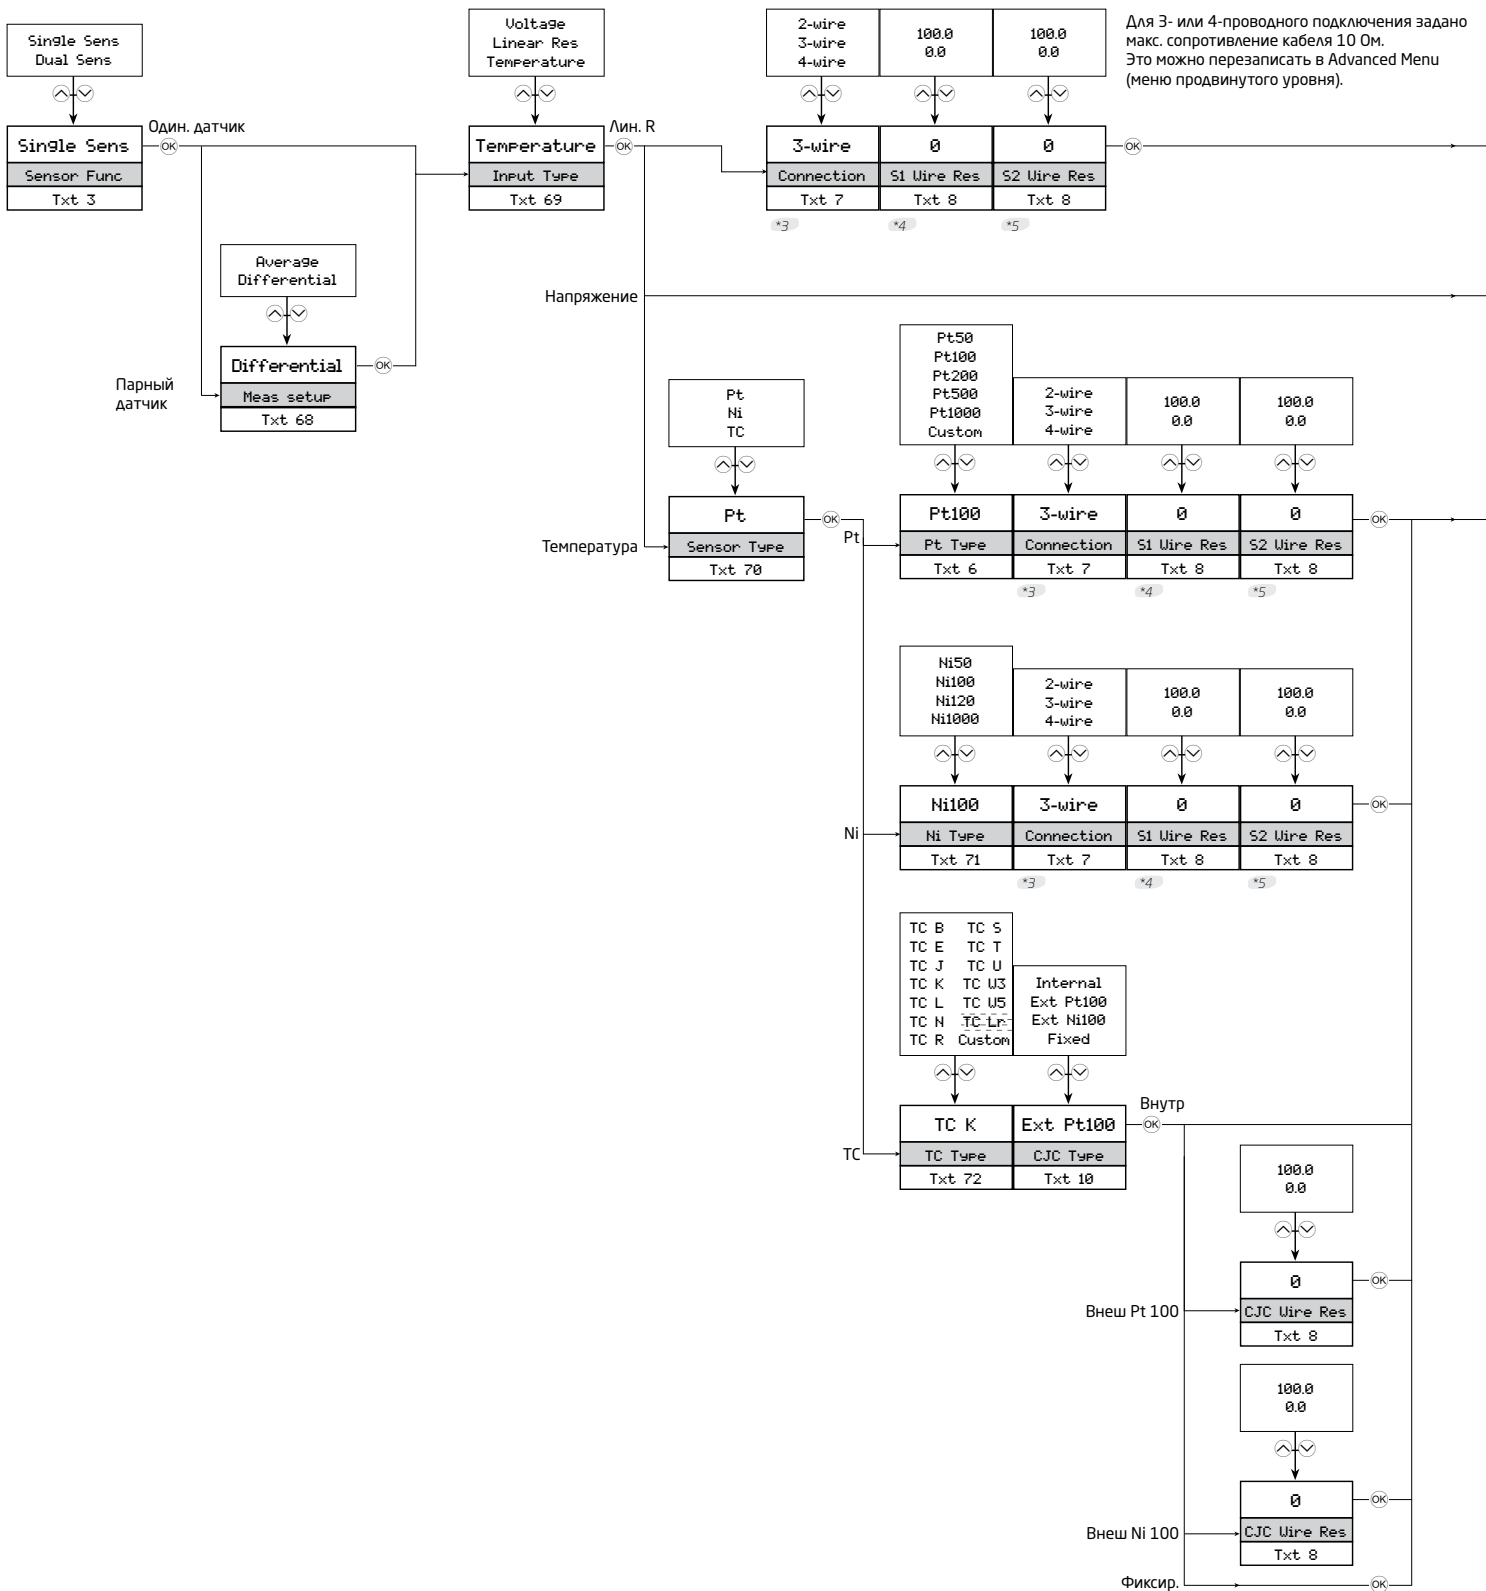 Single Sens
Dual Sens
Voltage
Linear Res
Temperature
2-wire
3-wire
4-wire
100.0
0.0
100.0
0.0
Для 3- или 4-проводного подключения задано
макс. сопротивление кабеля 10 Ом.
Это можно перезаписать в Advanced Menu
(меню продвинутого уровня).
Single Sens
Sensor Func
Txt 3
Один. датчик
OK
Temperature
Input Type
Txt 69
Лин. R
OK
3-wire
Connection
Txt 7
*3
0
S1 Wire Res
Txt 8
*4
0
S2 Wire Res
Txt 8
*5
OK
Average
Differential
Differential
Meas setup
Txt 68
OK
Парный
датчик
Напряжение
Pt
Ni
TC
Pt
Sensor Type
Txt 70
OK
Температура
Pt50
Pt100
Pt200
Pt500
Pt1000
Custom
2-wire
3-wire
4-wire
100.0
0.0
100.0
0.0
Pt
Pt100
Pt Type
Txt 6
3-wire
Connection
Txt 7
*3
0
S1 Wire Res
Txt 8
*4
0
S2 Wire Res
Txt 8
*5
OK
Ni50
Ni100
Ni120
Ni1000
2-wire
3-wire
4-wire
100.0
0.0
100.0
0.0
Ni
Ni100
Ni Type
Txt 71
3-wire
Connection
Txt 7
*3
0
S1 Wire Res
Txt 8
*4
0
S2 Wire Res
Txt 8
*5
OK
TC B TC S
TC E TC T
TC J TC U
TC K TC W3
TC L TC W5
TC N TC Lr
TC R Custom
Internal
Ext Pt100
Ext Ni100
Fixed
TC
TC K
TC Type
Txt 72
Ext Pt100
CJC Type
Txt 10
Внутр
OK
100.0
0.0
Внеш Pt 100
0
CJC Wire Res
Txt 8
OK
100.0
0.0
Внеш Ni 100
0
CJC Wire Res
Txt 8
OK
Фиксир.
OK